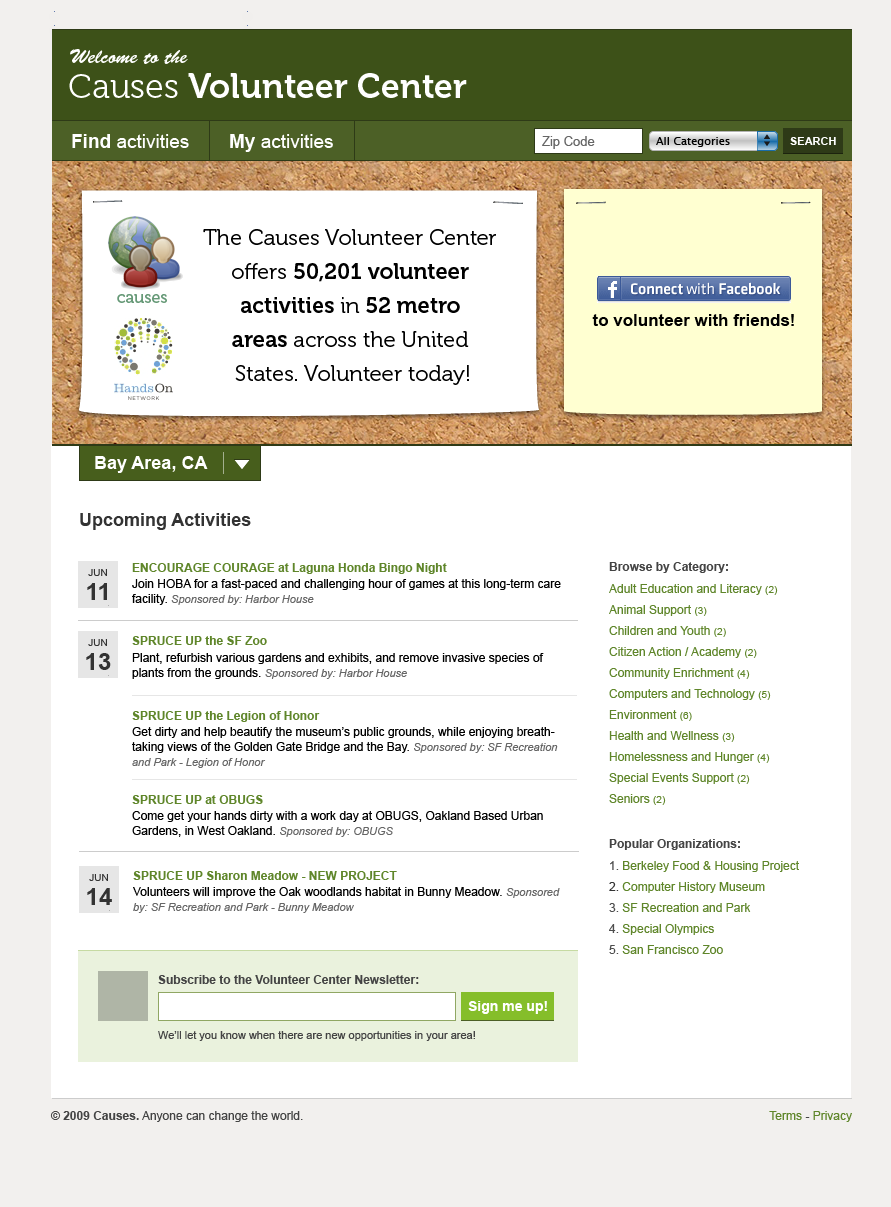 Welcome to the
Causes Volunteer Center
Find activities
My activities
Zip Code
All Categories
SEARCH
The Causes Volunteer Center
offers 50,201 volunteer
activities in 52 metro
areas across the United
States. Volunteer today!
causes
HandsOn
NETWORK
f Connect with Facebook
to volunteer with friends!
Bay Area, CA
Upcoming Activities
JUN
11
ENCOURAGE COURAGE at Laguna Honda Bingo Night
Join HOBA for a fast-paced and challenging hour of games at this long-term care
facility. Sponsored by: Harbor House
JUN
13
SPRUCE UP the SF Zoo
Plant, refurbish various gardens and exhibits, and remove invasive species of
plants from the grounds. Sponsored by: Harbor House
SPRUCE UP the Legion of Honor
Get dirty and help beautify the museum's public grounds, while enjoying breath-
taking views of the Golden Gate Bridge and the Bay. Sponsored by: SF Recreation
and Park - Legion of Honor
SPRUCE UP at OBUGS
Come get your hands dirty with a work day at OBUGS, Oakland Based Urban
Gardens, in West Oakland. Sponsored by: OBUGS
JUN
14
SPRUCE UP Sharon Meadow - NEW PROJECT
Volunteers will improve the Oak woodlands habitat in Bunny Meadow. Sponsored
by: SF Recreation and Park - Bunny Meadow
Subscribe to the Volunteer Center Newsletter:
Sign me up!
We'll let you know when there are new opportunities in your area!
Browse by Category:
Adult Education and Literacy (2)
Animal Support (3)
Children and Youth (2)
Citizen Action / Academy (2)
Community Enrichment (4)
Computers and Technology (5)
Environment (6)
Health and Wellness (3)
Homelessness and Hunger (4)
Special Events Support (2)
Seniors (2)
Popular Organizations:
1. Berkeley Food & Housing Project
2. Computer History Museum
3. SF Recreation and Park
4. Special Olympics
5. San Francisco Zoo
© 2009 Causes. Anyone can change the world.
Terms - Privacy